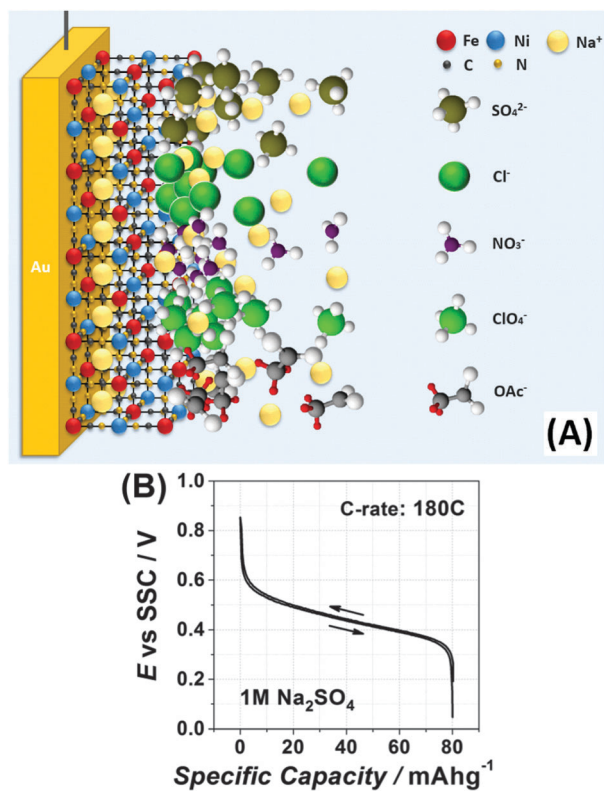 Fe Ni Na⁺
C N
SO₄²⁻
Cl⁻
NO₃⁻
ClO₄⁻
OAc⁻
Au
(A)
(B)
C-rate: 180C
1M Na₂SO₄
E vs SSC / V
1.0
0.8
0.6
0.4
0.2
0.0
0 20 40 60 80
Specific Capacity / mAhg⁻¹